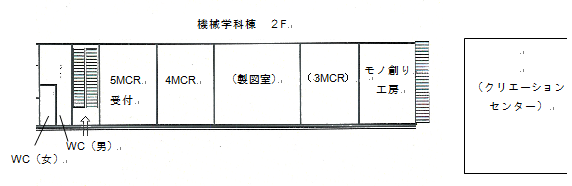 機械学科棟　２F
5MCR
受付
4MCR
（製図室）
（3MCR）
モノ創り
工房
（クリエーション
センター）
WC（女）
WC（男）